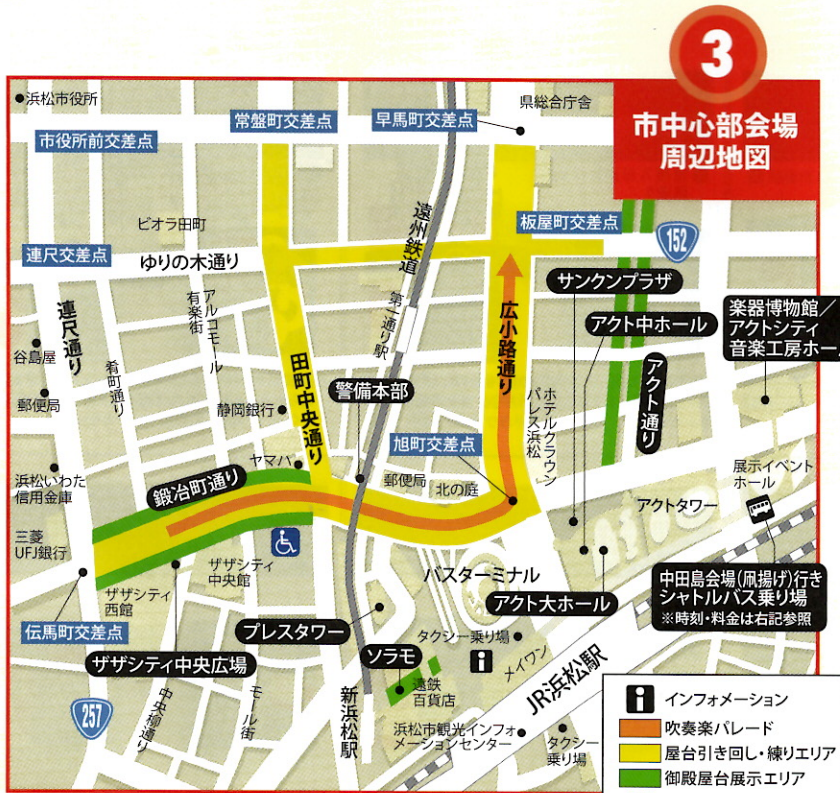 3
市中心部会場
周辺地図
浜松市役所
常盤町交差点
早馬町交差点
県総合庁舎
市役所前交差点
ビオラ田町
遠州鉄道
板屋町交差点
152
連尺交差点
ゆりの木通り
サンクンプラザ
連尺通り
有楽街
アルコモール
第一通り駅
広小路通り
アクト中ホール
楽器博物館/
アクトシティ
音楽工房ホー
谷島屋
肴町通り
田町中央通り
警備本部
アクト通り
郵便局
静岡銀行
ホテルクラウン
パレス浜松
旭町交差点
ヤマハ
鍛冶町通り
郵便局
北の庭
展示イベント
ホール
浜松いわた
信用金庫
アクトタワー
三菱
UFJ銀行
ザザシティ
中央館
バスターミナル
ザザシティ
西館
アクト大ホール
中田島会場(凧揚げ)行き
シャトルバス乗り場
※時刻・料金は右記参照
伝馬町交差点
プレスタワー
タクシー乗り場
ザザシティ中央広場
ソラモ
メイワン
JR浜松駅
遠鉄
百貨店
257
中央柳通り
モール街
新浜松駅
浜松市観光インフォ
メーションセンター
タクシー
乗り場
インフォメーション
吹奏楽パレード
屋台引き回し・練りエリア
御殿屋台展示エリア